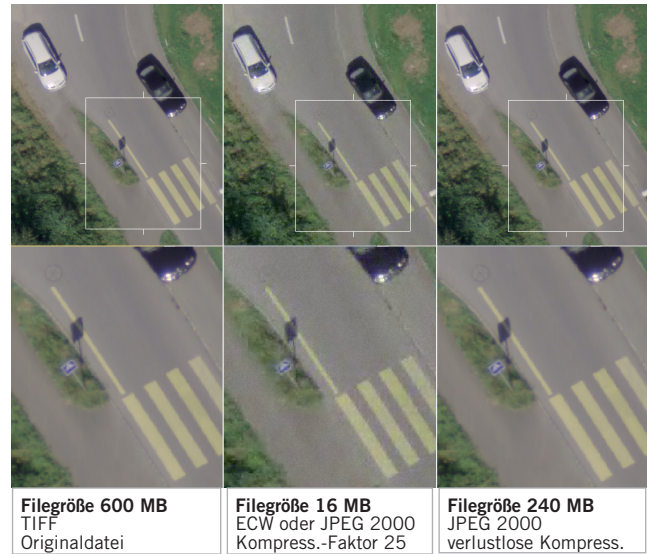 Filegröße 600 MB
TIFF
Originaldatei
Filegröße 16 MB
ECW oder JPEG 2000
Kompress.-Faktor 25
Filegröße 240 MB
JPEG 2000
verlustlose Kompress.